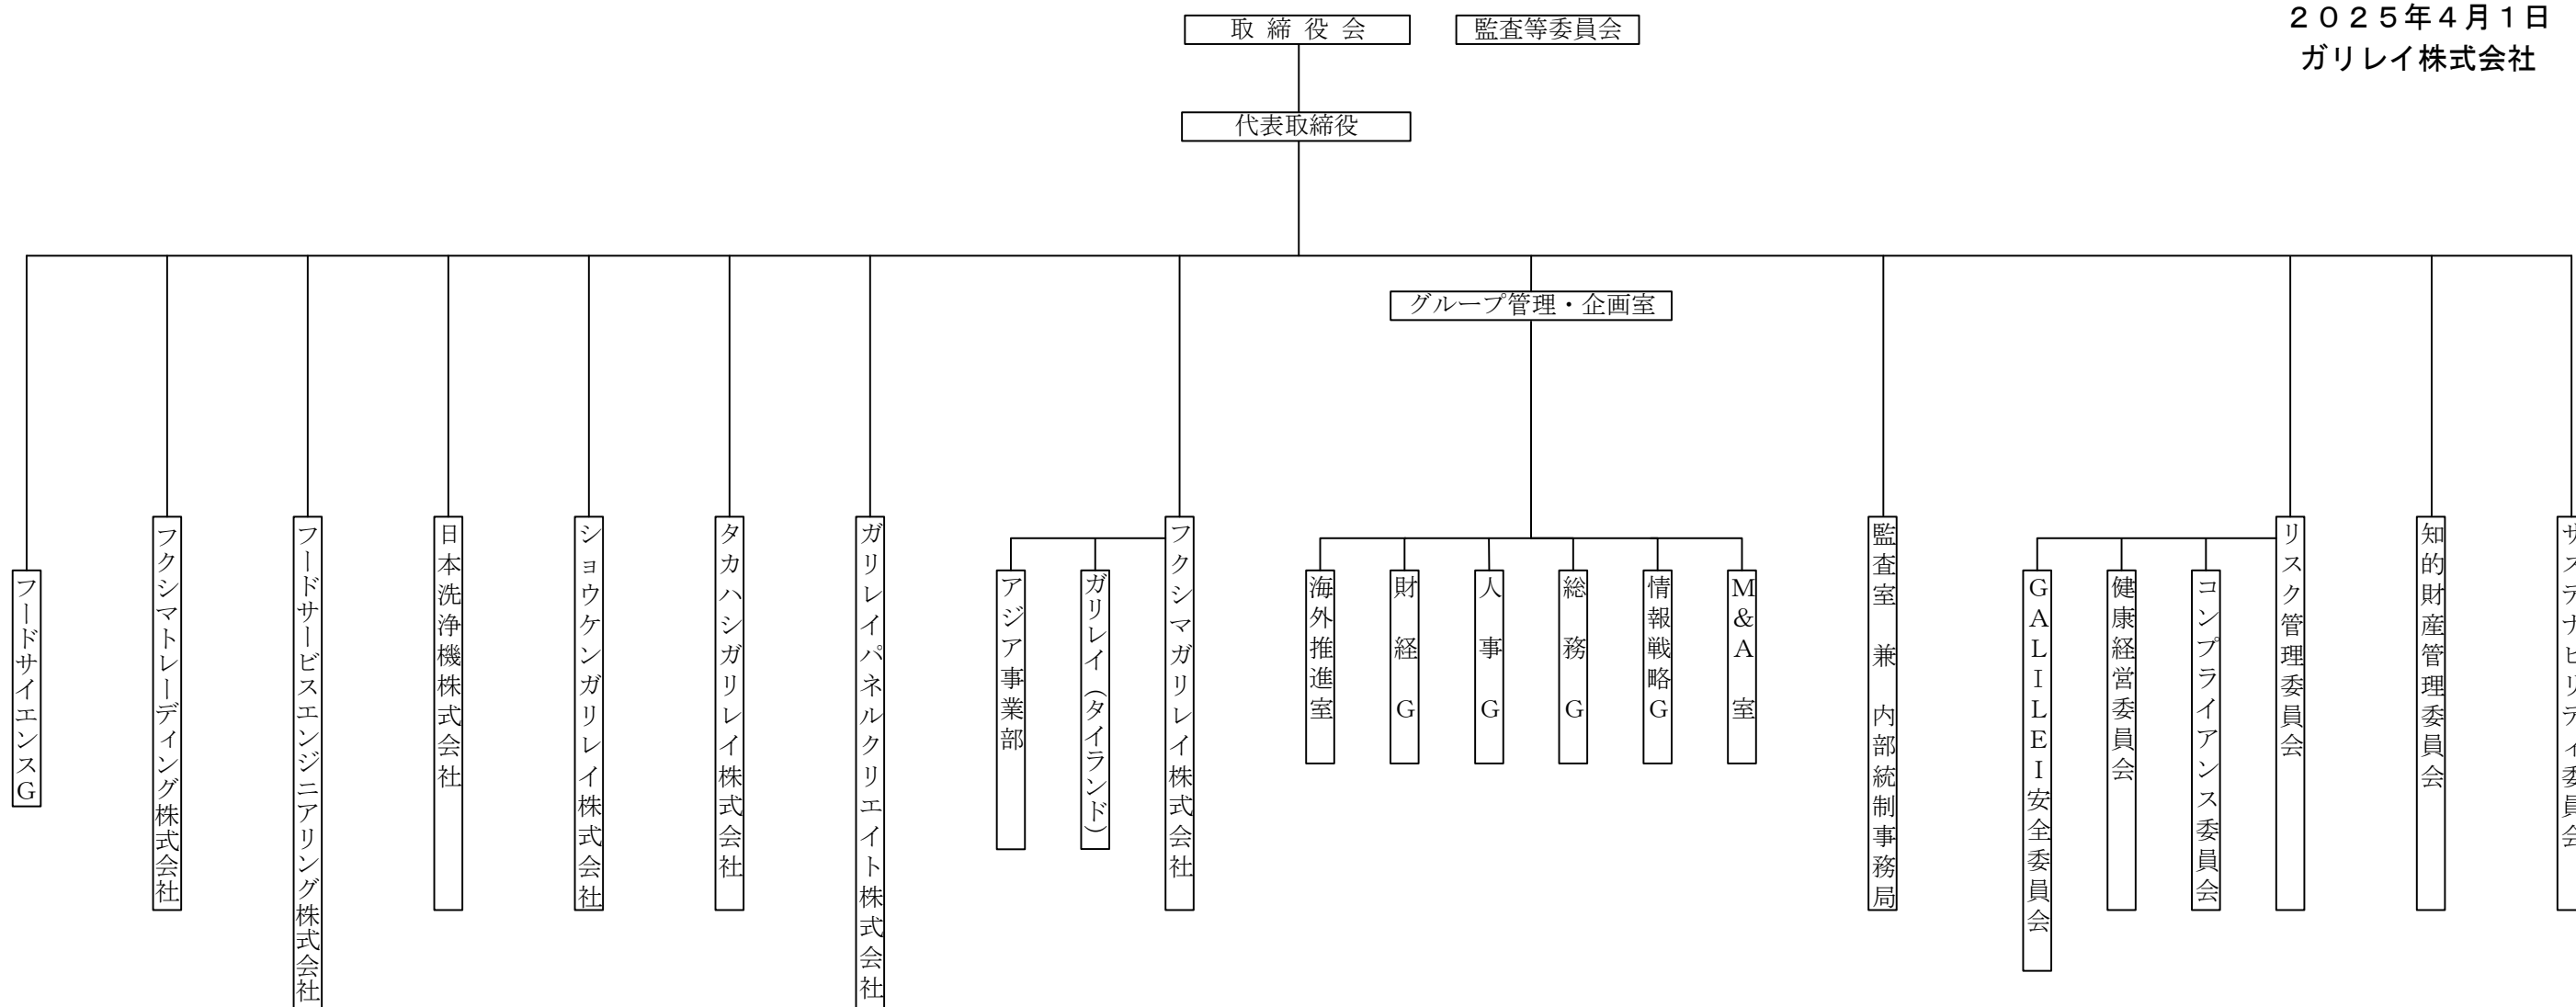 ２０２５年４月１日
ガリレイ株式会社
取締役会
監査等委員会
代表取締役
グループ管理・企画室
フードサイエンスＧ
フクシマトレーディング株式会社
フードサービスエンジニアリング株式会社
日本洗浄機株式会社
ショウケンガリレイ株式会社
タカハシガリレイ株式会社
ガリレイパネルクリエイト株式会社
アジア事業部
ガリレイ（タイランド）
フクシマガリレイ株式会社
海外推進室
財経Ｇ
人事Ｇ
総務Ｇ
情報戦略Ｇ
Ｍ＆Ａ室
監査室 兼 内部統制事務局
ＧＡＬＩＬＥＩ安全委員会
健康経営委員会
コンプライアンス委員会
リスク管理委員会
知的財産管理委員会
サステナビリティ委員会